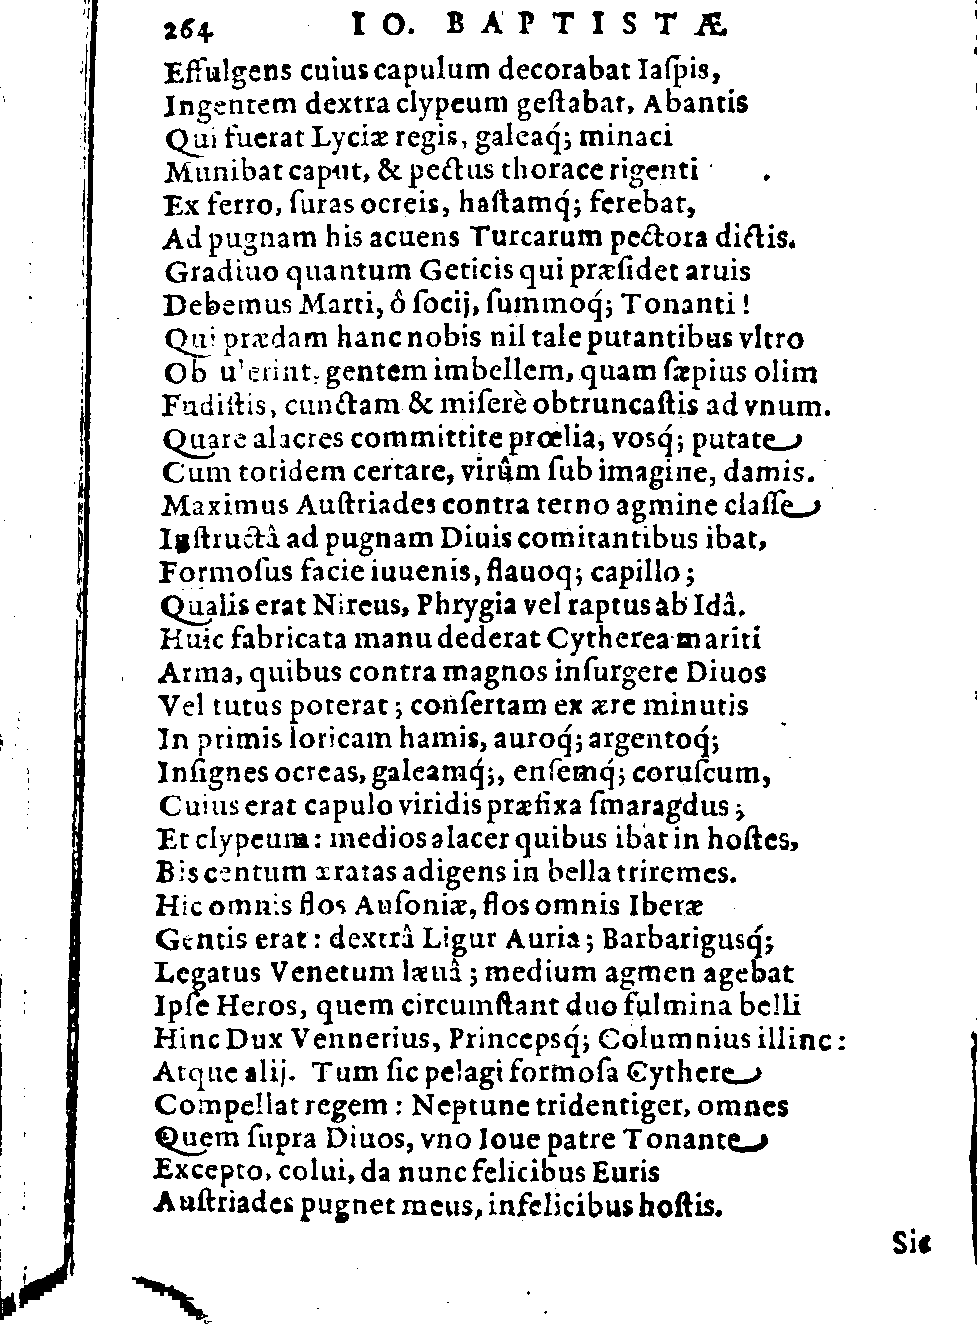 264 IO. BAPTISTÆ
Effulgens cuius capulum decorabat Iaſpis,
Ingentem dextra clypeum geſtabat, Abantis
Qui fuerat Lyciæ regis, galeaq́; minaci
Munibat caput, & pectus thorace rigenti
Ex ferro, ſuras ocreis, haſtamq́; ferebat,
Ad pugnam his acuens Turcarum pectora dictis.
Gradiuo quantum Geticis qui præſidet aruis
Debemus Marti, ô ſocij, ſummoq́; Tonanti!
Qui prædam hanc nobis nil tale putantibus vltro
Ob gentem imbellem, quam ſæpius olim
Fudiſtis, cunctam & miſerè obtruncaſtis ad vnum.
Quare alacres committite prœlia, vosq́; putate
Cum totidem certare, virûm ſub imagine, damis.
Maximus Auſtriades contra terno agmine claſſe
Inſtructâ ad pugnam Diuis comitantibus ibat,
Formoſus facie iuuenis, flauoq; capillo;
Qualis erat Nireus, Phrygia vel raptus ab Idâ.
Huic fabricata manu dederat Cytherea mariti
Arma, quibus contra magnos inſurgere Diuos
Vel tutus poterat; conſertam ex ære minutis
In primis loricam hamis, auroq́; argentoq́;
Inſignes ocreas, galeamq́;, enſemq́; coruſcum,
Cuius erat capulo viridis præfixa ſmaragdus;
Et clypeum: medios alacer quibus ibat in hoſtes,
Bis centum æratas adigens in bella triremes.
Hic omnis flos Auſoniæ, flos omnis Iberæ
Gentis erat: dextrâ Ligur Auria; Barbarigusq́;
Legatus Venetum læuâ; medium agmen agebat
Ipſe Heros, quem circumſtant duo fulmina belli
Hinc Dux Vennerius, Princepsq́; Columnius illinc:
Atque alij. Tum ſic pelagi formoſa Cythere
Compellat regem: Neptune tridentiger, omnes
Quem ſupra Diuos, vno Ioue patre Tonante
Excepto, colui, da nunc felicibus Euris
Auſtriades pugnet meus, infelicibus hoſtis.
Sic